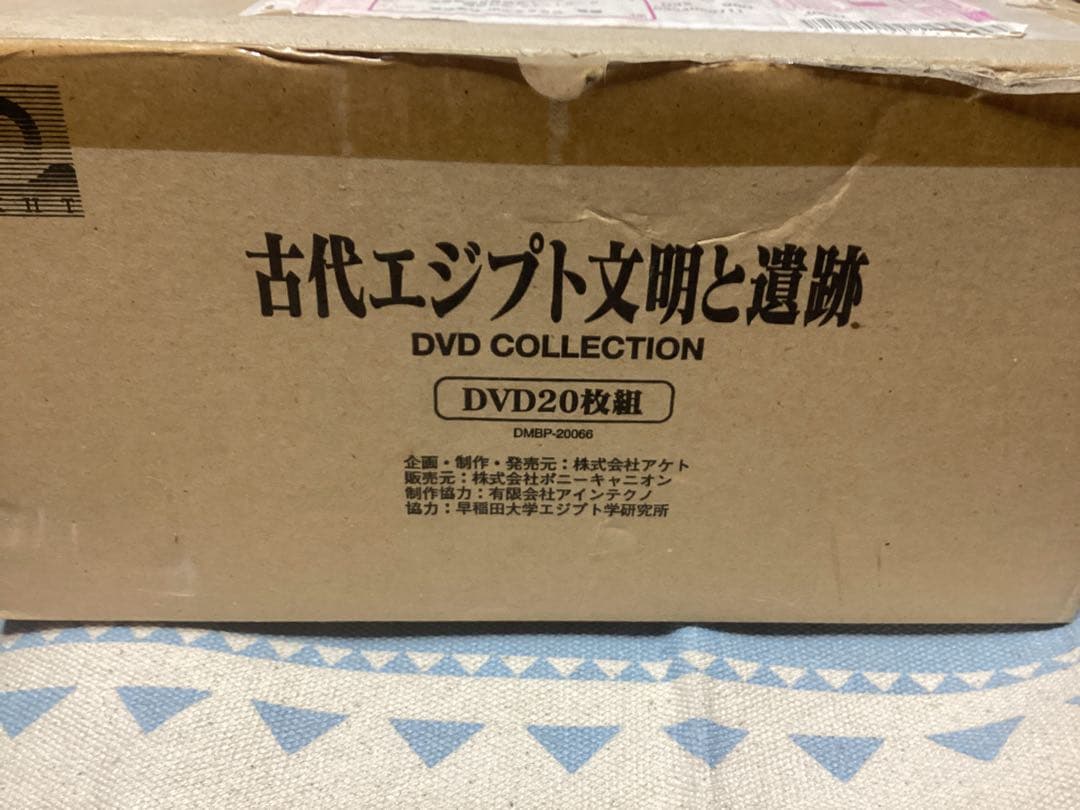 古代エジプト文明と遺跡
DVD COLLECTION
DVD20枚組
DMBP-20066
企画・制作・発売元：株式会社アケト
販売元：株式会社ポニーキャニオン
制作協力：有限会社アインテクノ
協力：早稲田大学エジプト学研究所